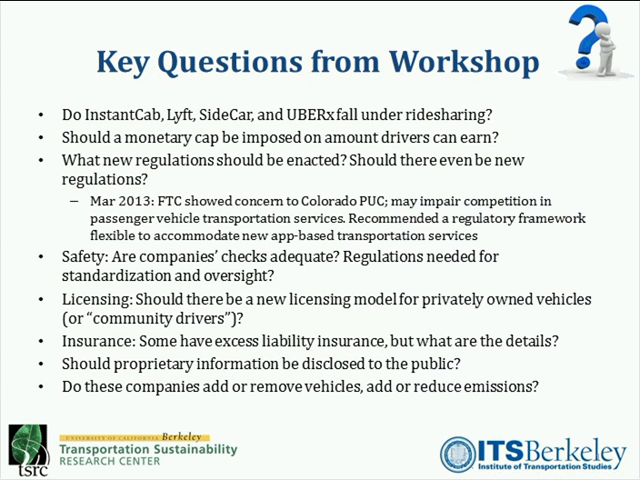 Key Questions from Workshop
• Do InstantCab, Lyft, SideCar, and UBERx fall under ridesharing?
• Should a monetary cap be imposed on amount drivers can earn?
• What new regulations should be enacted? Should there even be new
regulations?
– Mar 2013: FTC showed concern to Colorado PUC; may impair competition in
passenger vehicle transportation services. Recommended a regulatory framework
flexible to accommodate new app-based transportation services
• Safety: Are companies’ checks adequate? Regulations needed for
standardization and oversight?
• Licensing: Should there be a new licensing model for privately owned vehicles
(or “community drivers”)?
• Insurance: Some have excess liability insurance, but what are the details?
• Should proprietary information be disclosed to the public?
• Do these companies add or remove vehicles, add or reduce emissions?
tsrc
UNIVERSITY OF CALIFORNIA Berkeley
Transportation Sustainability
RESEARCH CENTER
ITSBerkeley
Institute of Transportation Studies